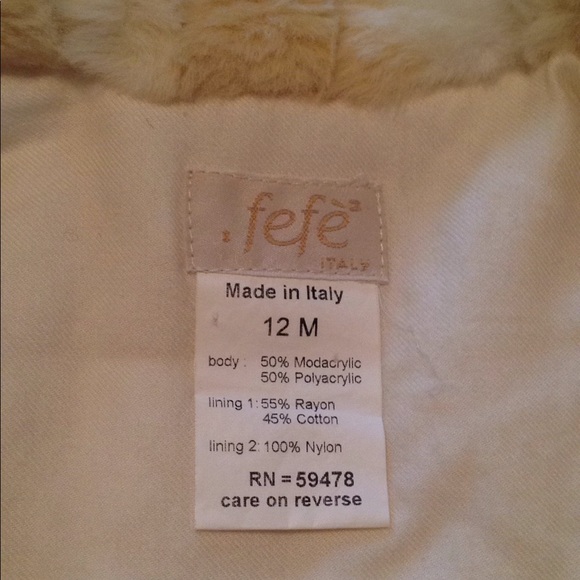 fefè
ITALY
Made in Italy
12 M
body : 50% Modacrylic
50% Polyacrylic
lining 1: 55% Rayon
45% Cotton
lining 2: 100% Nylon
RN = 59478
care on reverse